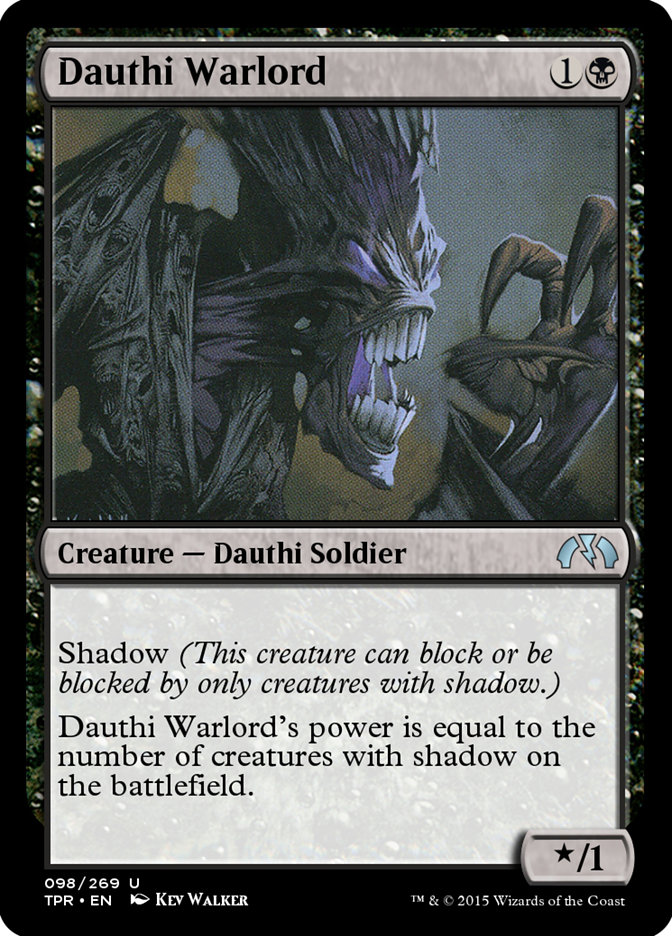 Dauthi Warlord
1
Creature — Dauthi Soldier
Shadow (This creature can block or be
blocked by only creatures with shadow.)
Dauthi Warlord's power is equal to the
number of creatures with shadow on
the battlefield.
★/1
098/269 U
TPR • EN Kev Walker
™ & © 2015 Wizards of the Coast